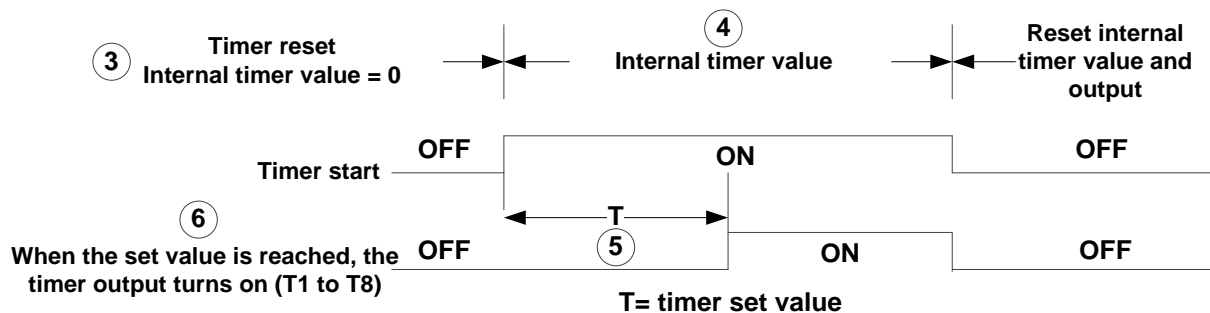 3
Timer reset
Internal timer value = 0
4
Internal timer value
Reset internal
timer value and
output
Timer start
OFF
ON
OFF
6
When the set value is reached, the
timer output turns on (T1 to T8)
OFF
T
5
ON
OFF
T= timer set value